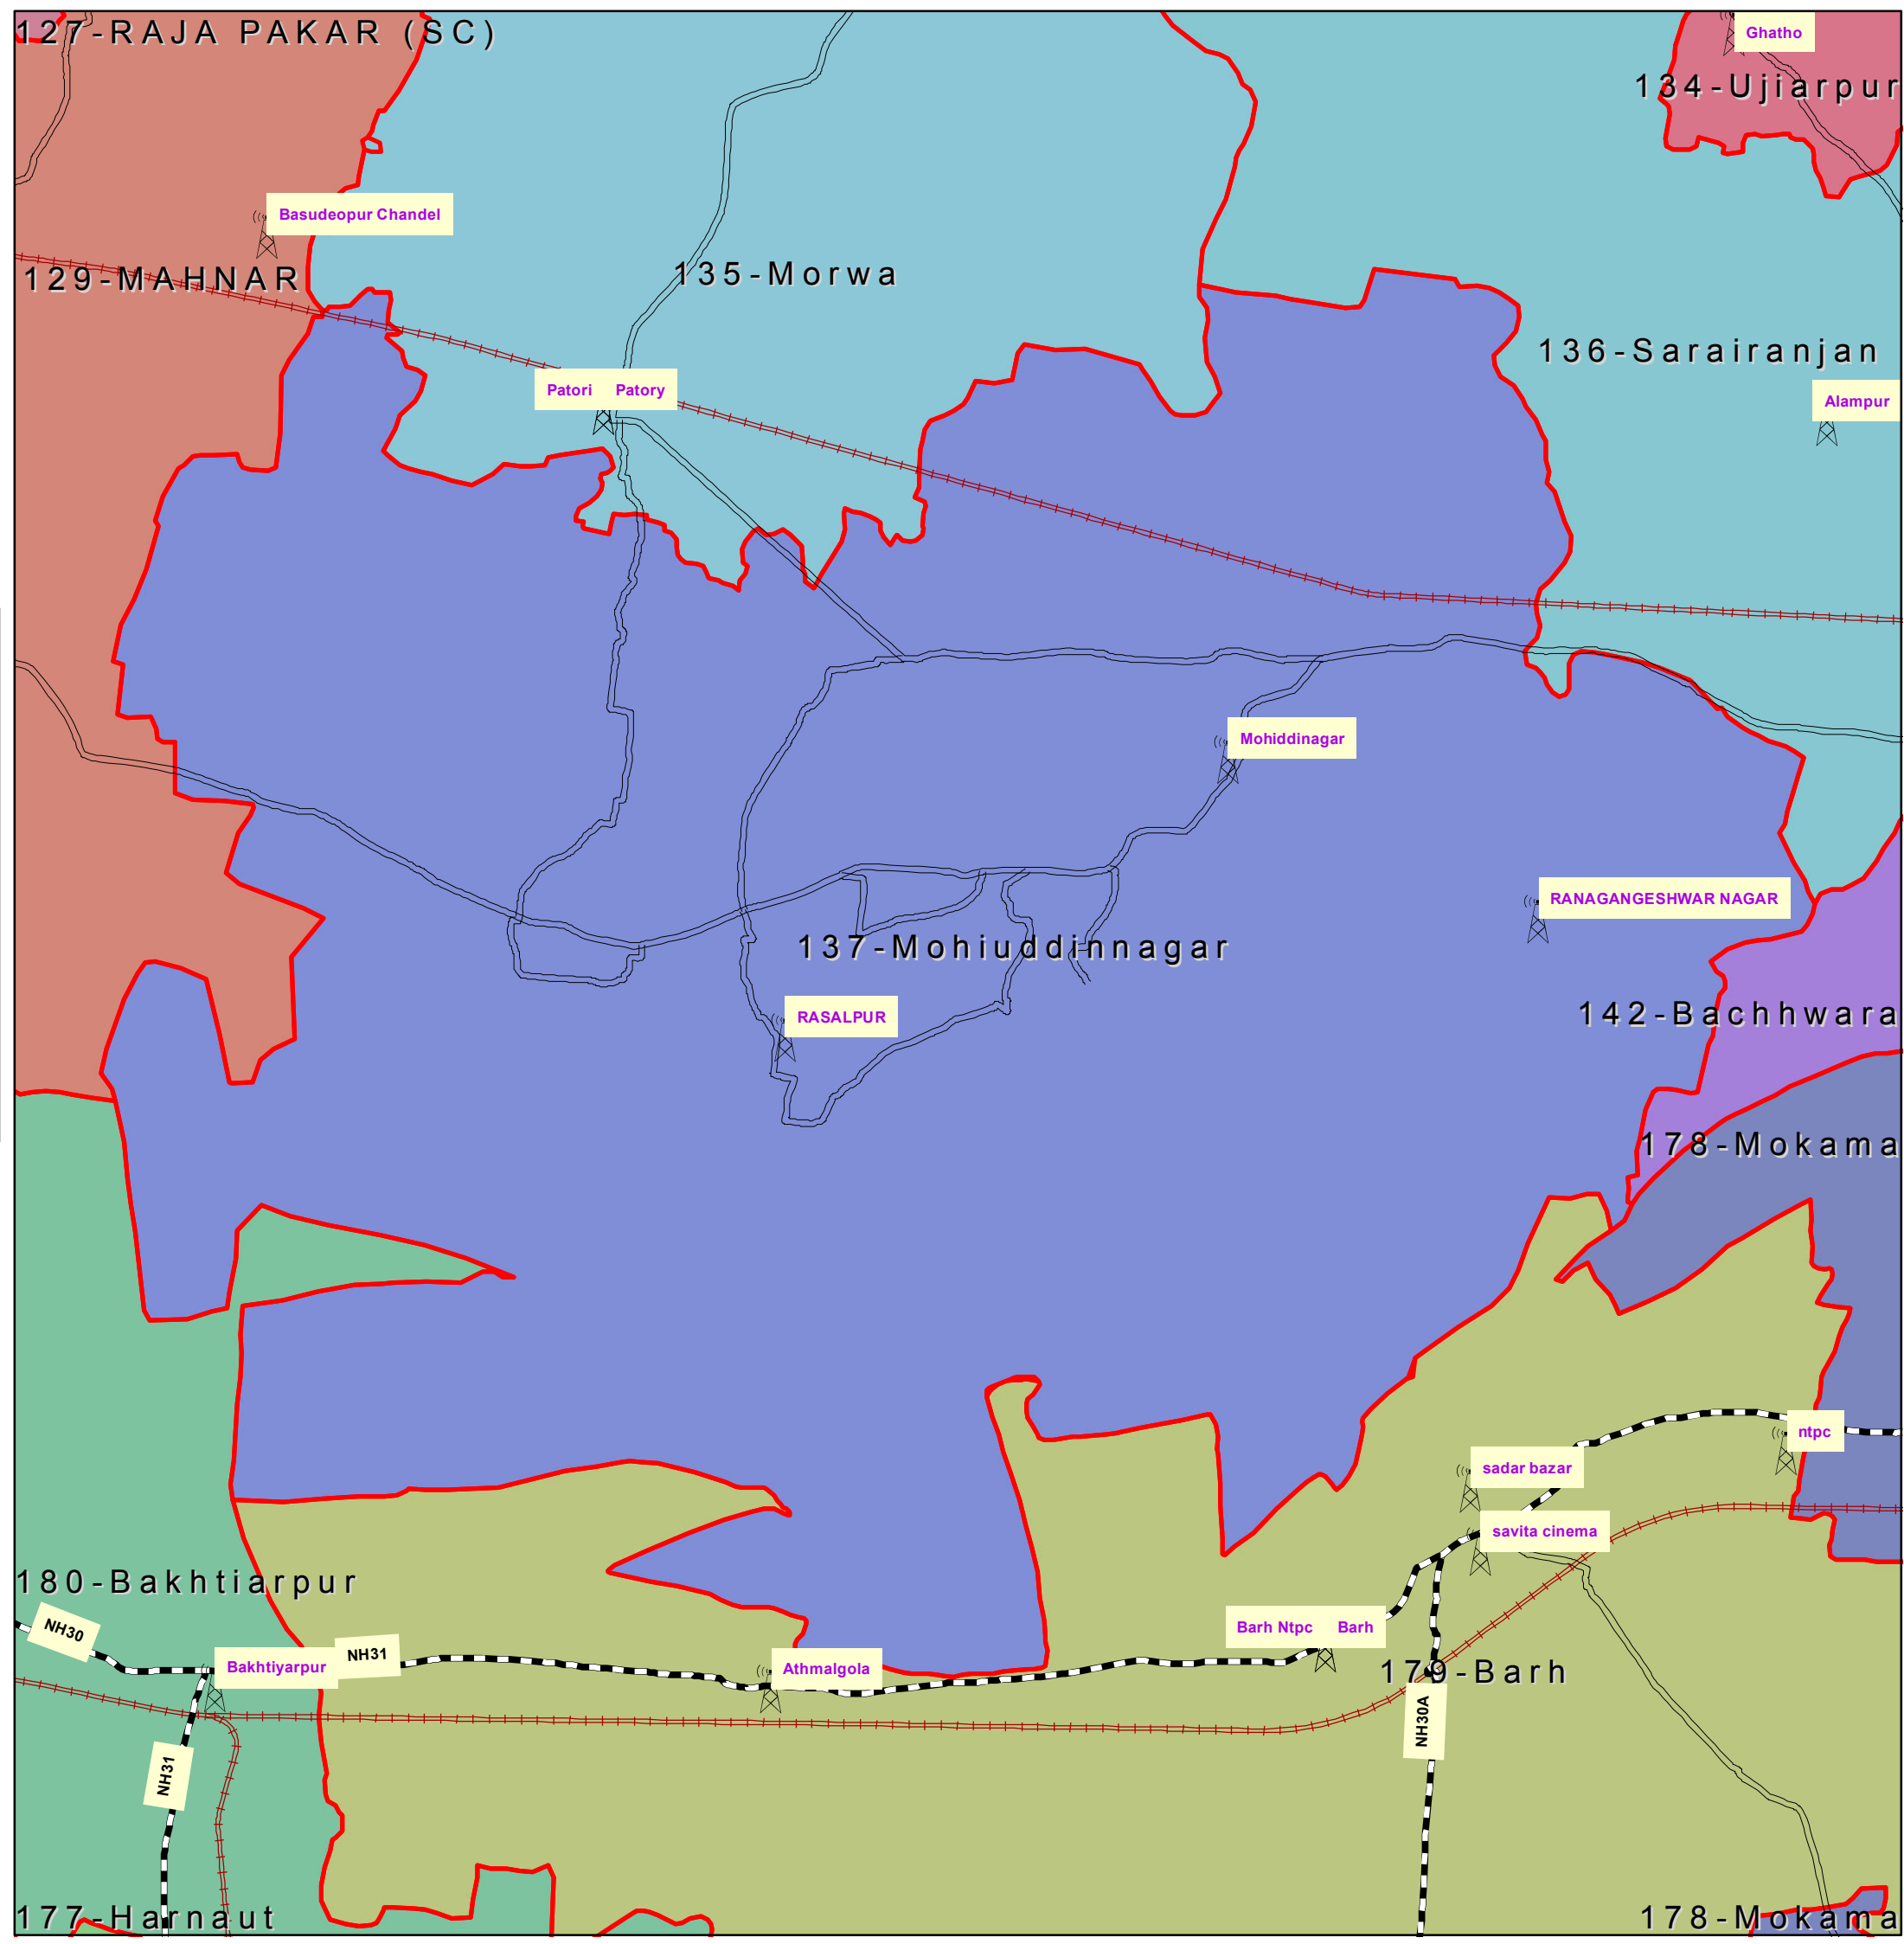 127-RAJA PAKAR (SC)
Ghatho
134-Ujiarpur
Basudeopur Chandel
129-MAHNAR
135-Morwa
136-Sarairanjan
Patori Patory
Alampur
Mohiddinagar
RANAGANGESHWAR NAGAR
137-Mohiuddinnagar
RASALPUR
142-Bachhwara
178-Mokama
ntpc
sadar bazar
savita cinema
180-Bakhtiarpur
NH30
Barh Ntpc Barh
NH31
Bakhtiyarpur
Athmalgola
179-Barh
NH30A
NH31
177-Harnaut
178-Mokama